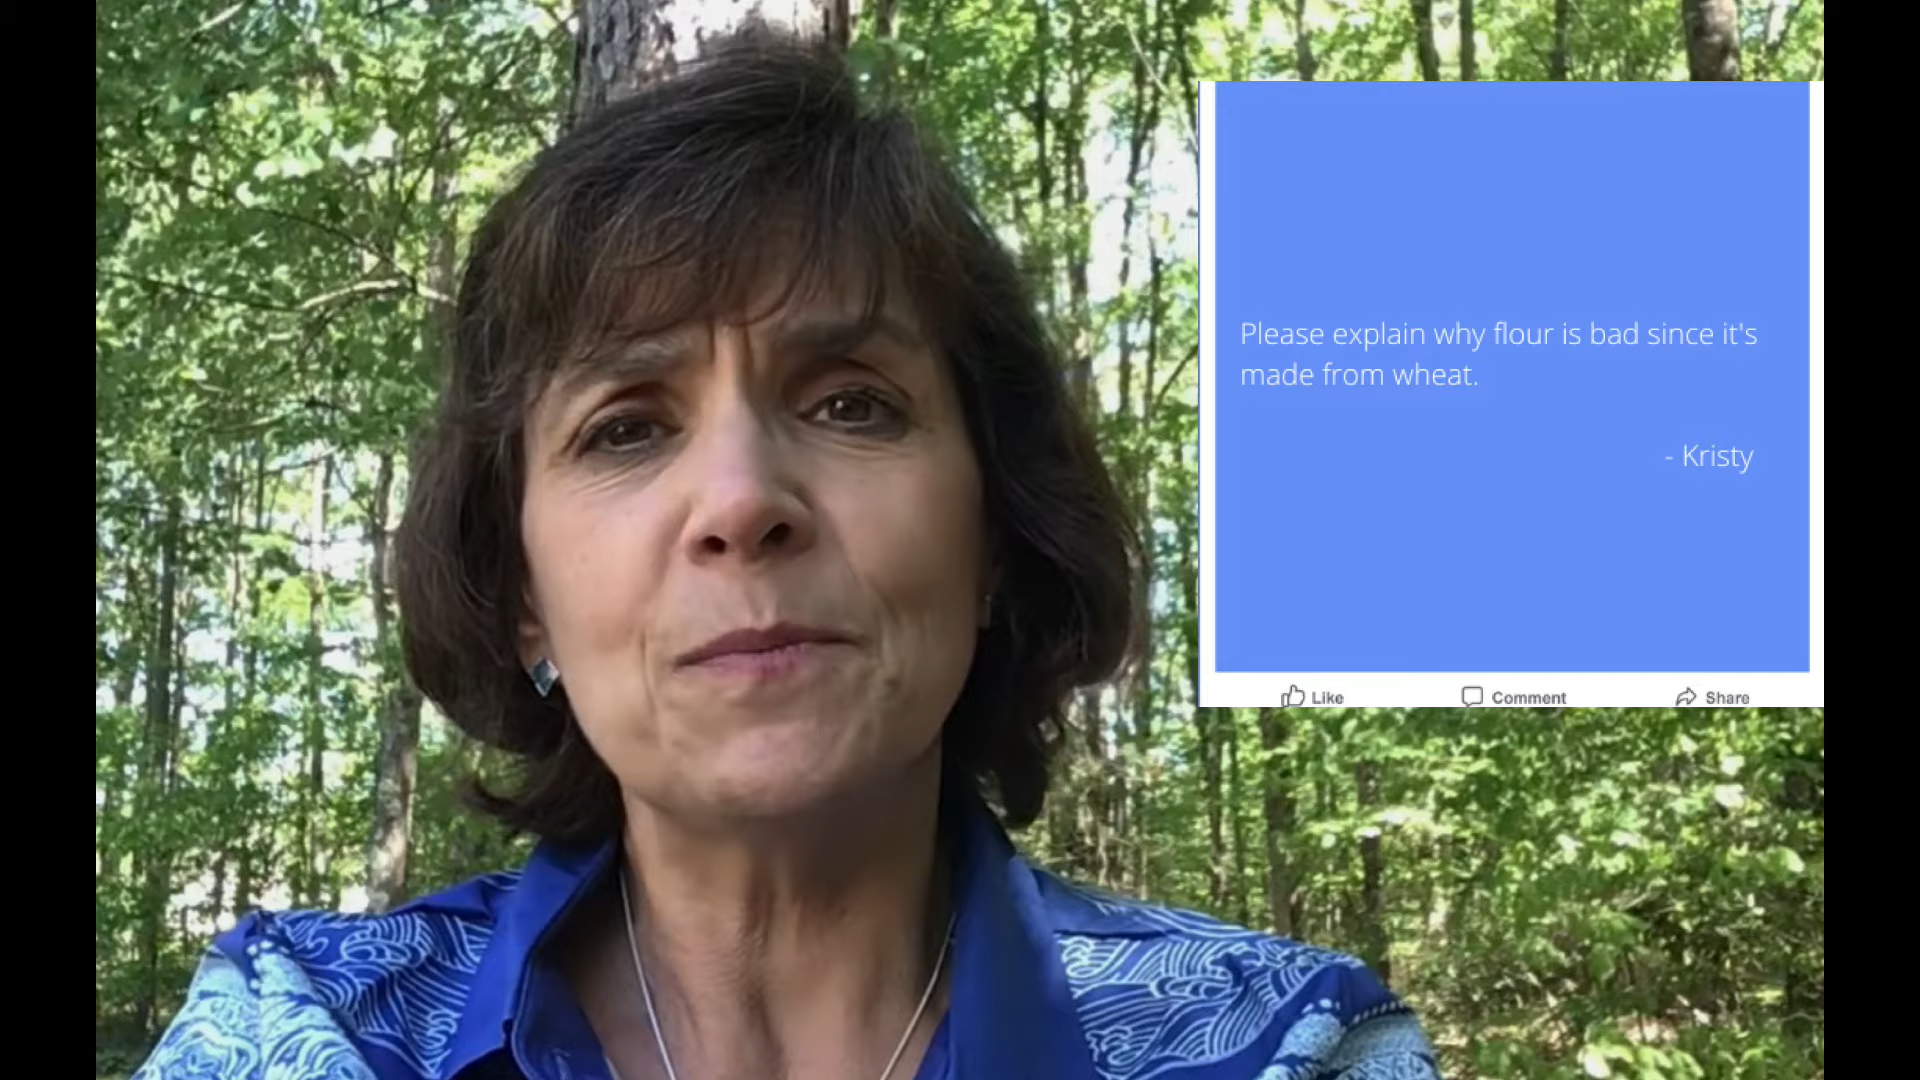 Please explain why flour is bad since it's
made from wheat.
- Kristy
Like Comment Share